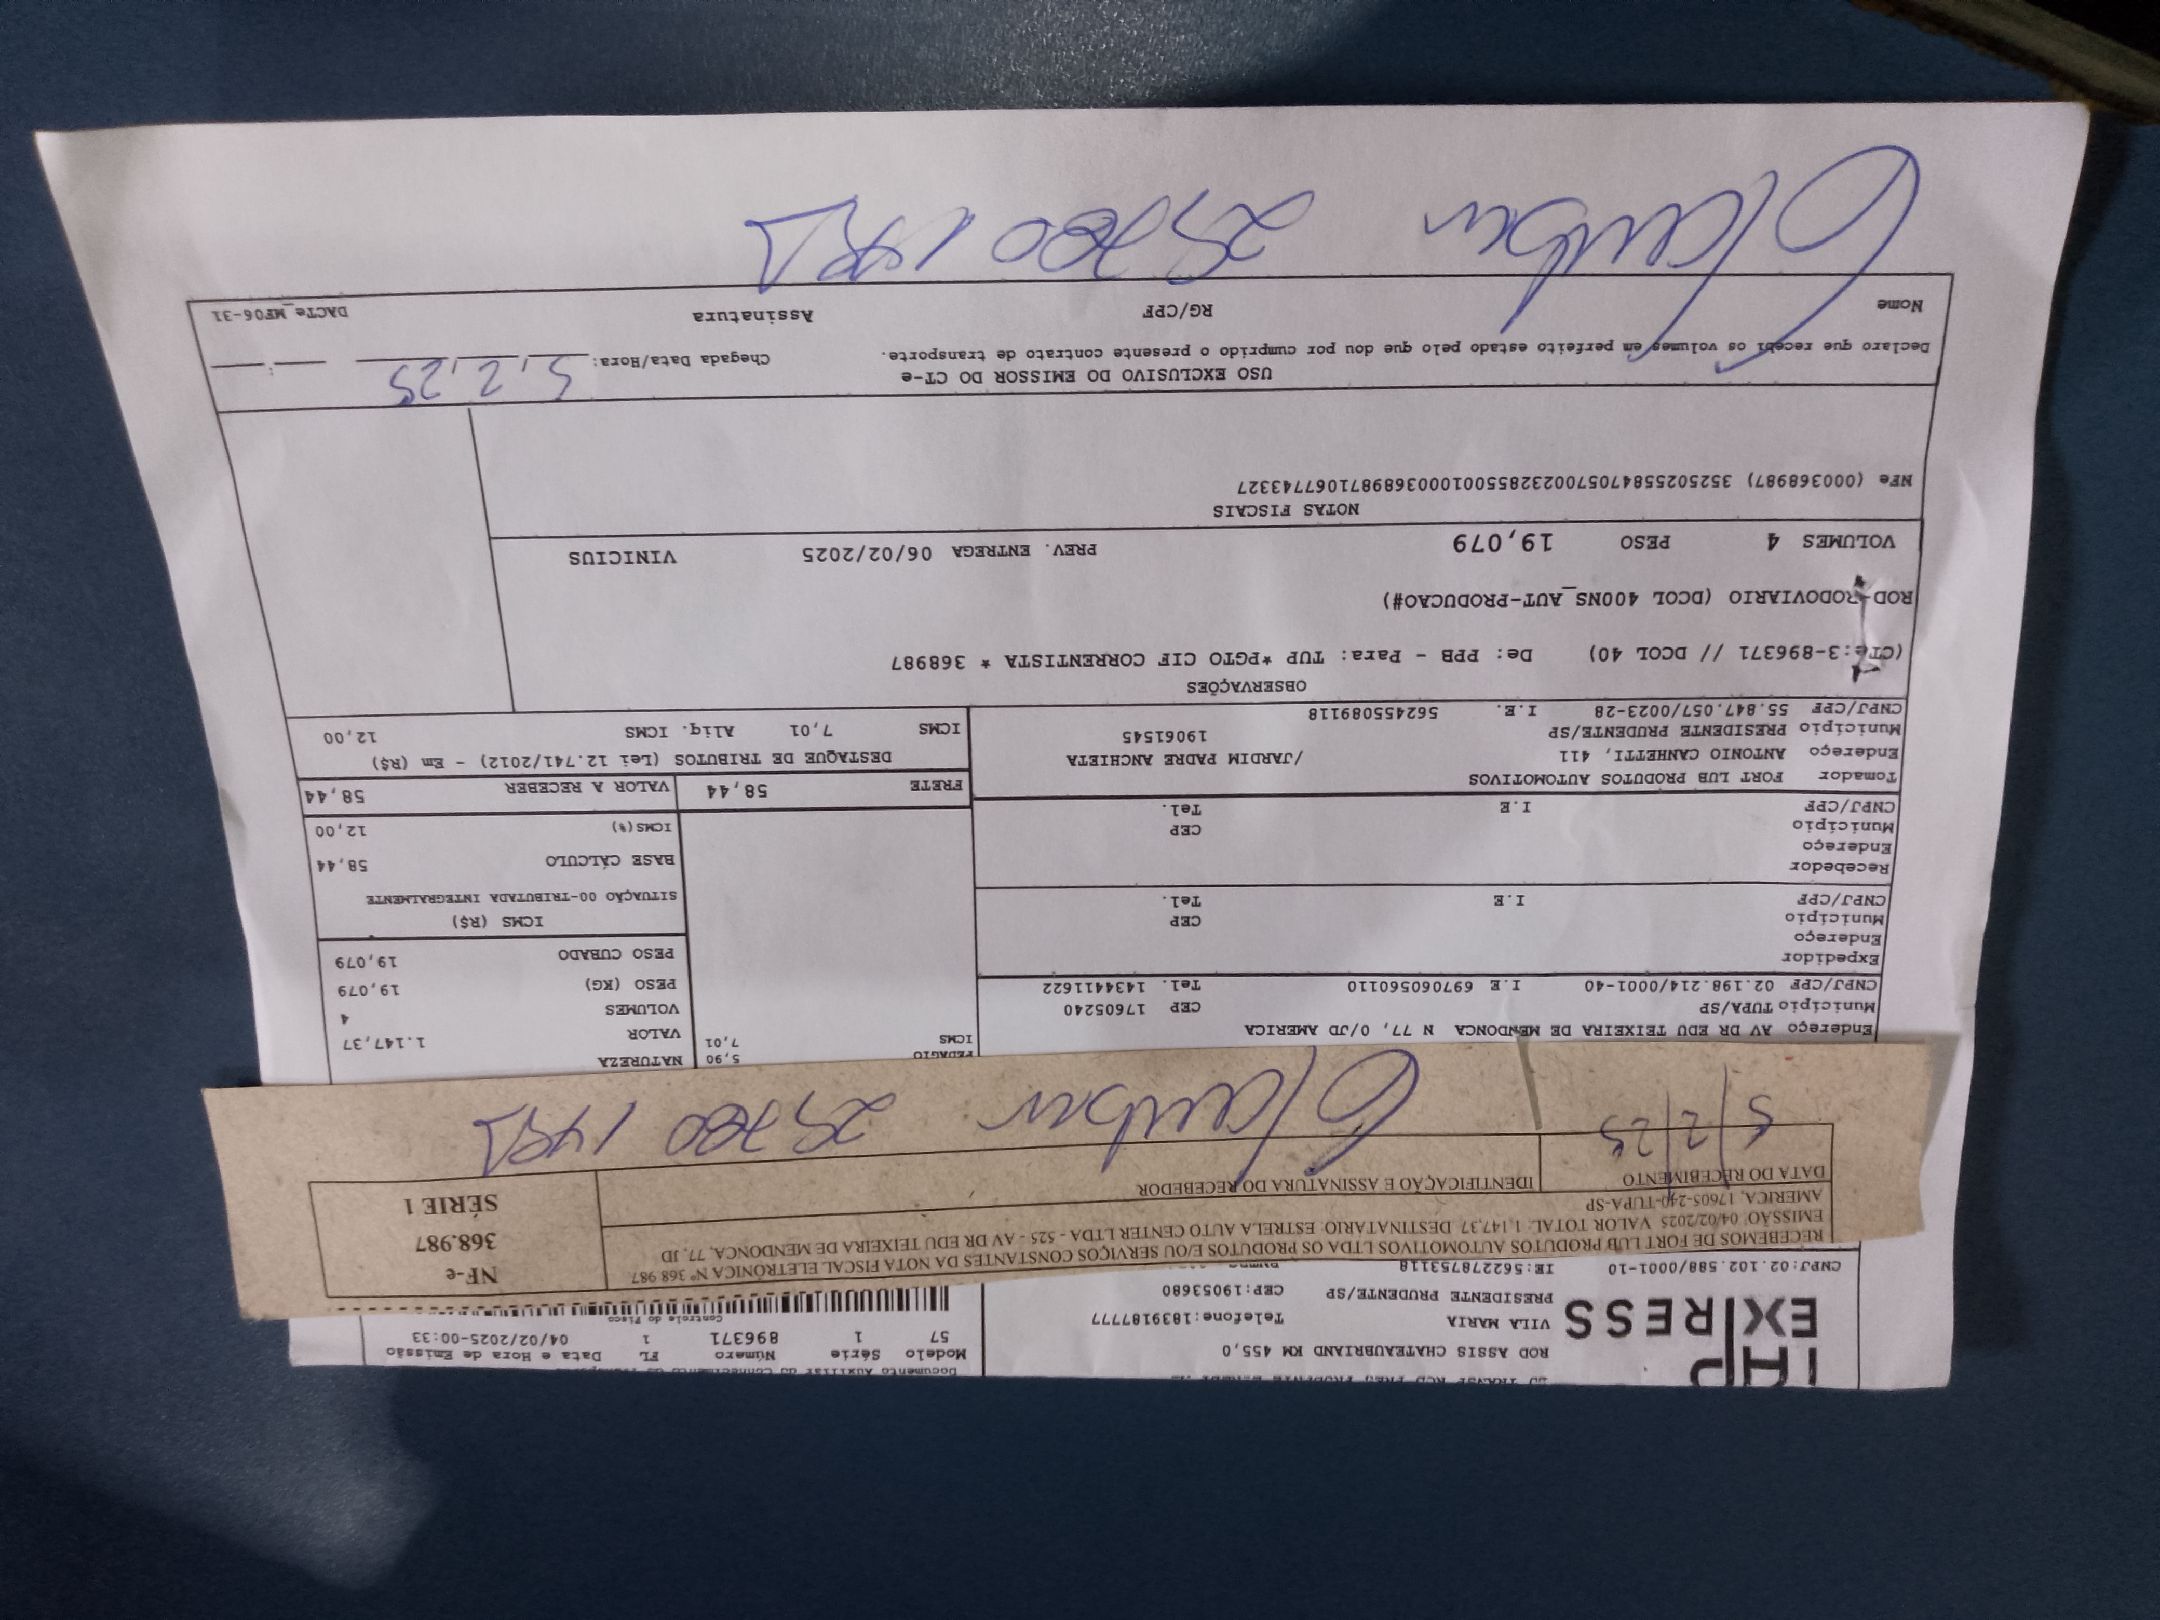 JHP
EXPRESS
ROD ASSIS CHATEAUBRIAND KM 455,0
VILA MARIA Telefone:1839187777
PRESIDENTE PRUDENTE/SP CEP:19053680
CNPJ:02.102.588/0001-10 IE:562278753118
Modelo Série Número FL Data e Hora de Emissão
57 1 896371 1 04/02/2025-00:33
Controle do Fisco
RECEBEMOS DE FORT LUB PRODUTOS AUTOMOTIVOS LTDA OS PRODUTOS E/OU SERVIÇOS CONSTANTES DA NOTA FISCAL ELETRÔNICA Nº 368.987
EMISSÃO: 04/02/2025 VALOR TOTAL: 1.147,37 DESTINATARIO: ESTRELA AUTO CENTER LTDA - 525 - AV DR EDU TEIXEIRA DE MENDONCA, 77, JD
AMERICA, 17605-240-TUPA-SP
DATA DO RECEBIMENTO IDENTIFICAÇÃO E ASSINATURA DO RECEBEDOR
NF-e
368.987
SÉRIE 1
5/2/25
Endereço AV DR EDU TEIXEIRA DE MENDONCA N 77, 0/JD AMERICA
Município TUPA/SP CEP 17605240
CNPJ/CPF 02.198.214/0001-40 I.E 697060560110 Tel. 1434411622
Expedidor
Endereço
Município CEP
CNPJ/CPF I.E Tel.
Recebedor
Endereço
Município CEP
CNPJ/CPF I.E Tel.
Tomador FORT LUB PRODUTOS AUTOMOTIVOS
Endereço ANTONIO CANHETTI, 411 /JARDIM PADRE ANCHIETA
Município PRESIDENTE PRUDENTE/SP 19061545
CNPJ/CPF 55.847.057/0023-28 I.E. 562455089118
PEDAGIO 5,90
ICMS 7,01
NATUREZA
VALOR 1.147,37
VOLUMES 4
PESO (KG) 19,079
PESO CUBADO 19,079
ICMS (R$)
SITUAÇÃO 00-TRIBUTADA INTEGRALMENTE
BASE CÁLCULO 58,44
ICMS(%) 12,00
FRETE 58,44 VALOR A RECEBER 58,44
DESTAQUE DE TRIBUTOS (Lei 12.741/2012) - Em (R$)
ICMS 7,01 Aliq. ICMS 12,00
OBSERVAÇÕES
(CTe:3-896371 // DCOL 40) De: PPB - Para: TUP *PGTO CIF CORRENTISTA * 368987
ROD-RODOVIARIO (DCOL 400NS_AUT-PRODUCAO#)
VOLUMES 4 PESO 19,079 PREV. ENTREGA 06/02/2025 VINICIUS
NOTAS FISCAIS
NFe (000368987) 35250255847057002328550010003689871067743327
USO EXCLUSIVO DO EMISSOR DO CT-e
Declaro que recebi os volumes em perfeito estado pelo que dou por cumprido o presente contrato de transporte. Chegada Data/Hora: 5,2,25 :
Nome RG/CPF Assinatura DACTe_MF06-31